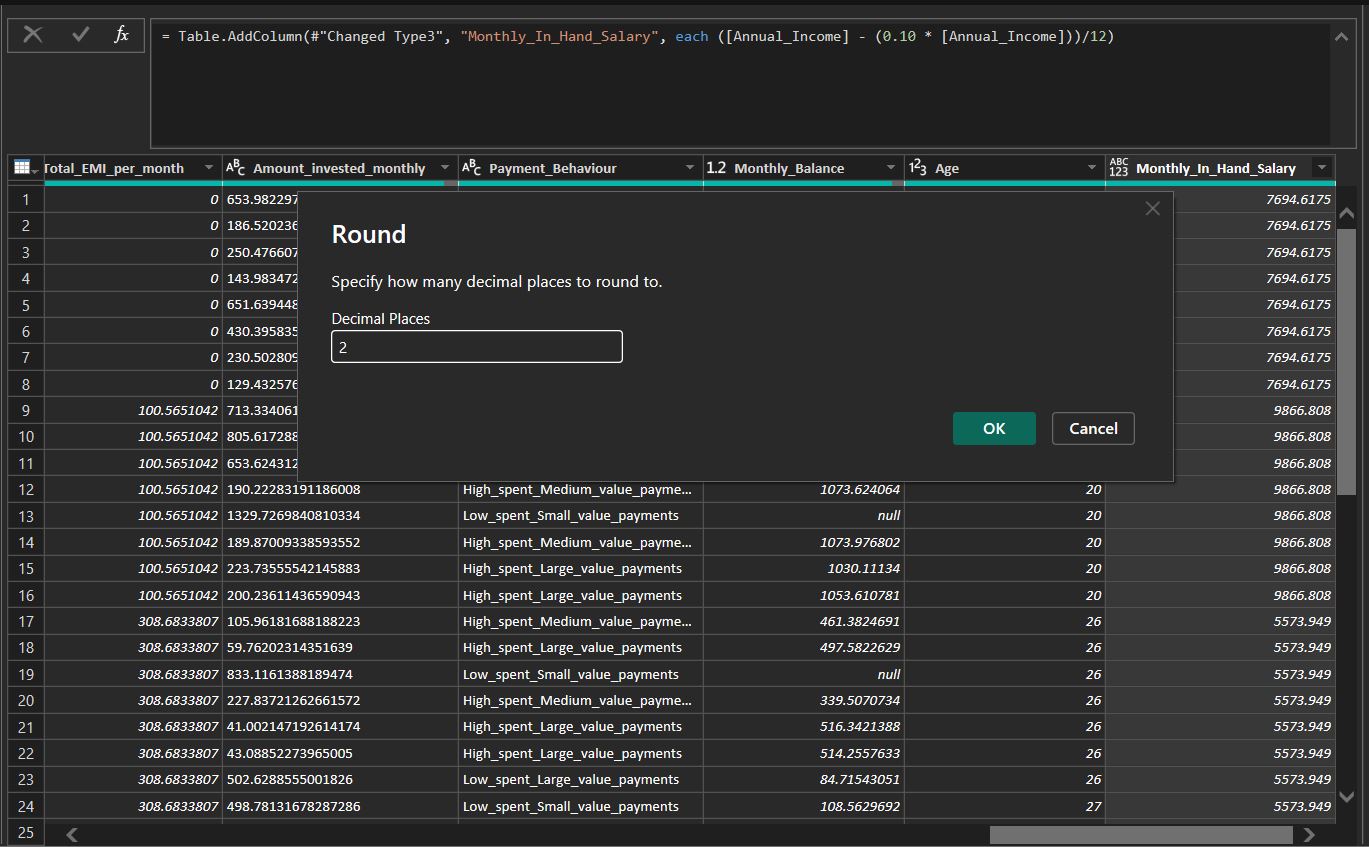 fx = Table.AddColumn(#"Changed Type3", "Monthly_In_Hand_Salary", each ([Annual_Income] - (0.10 * [Annual_Income]))/12)
Total_EMI_per_month ABC Amount_invested_monthly ABC Payment_Behaviour 1.2 Monthly_Balance 123 Age ABC 123 Monthly_In_Hand_Salary
1 0 653.982297 7694.6175
2 0 186.520236 7694.6175
3 0 250.476607 7694.6175
4 0 143.983472 7694.6175
5 0 651.639448 7694.6175
6 0 430.395835 7694.6175
7 0 230.502809 7694.6175
8 0 129.432576 7694.6175
9 100.5651042 713.334061 9866.808
10 100.5651042 805.617288 9866.808
11 100.5651042 653.624312 9866.808
Round
Specify how many decimal places to round to.
Decimal Places
2
OK Cancel
12 100.5651042 190.22283191186008 High_spent_Medium_value_payme... 1073.624064 20 9866.808
13 100.5651042 1329.7269840810334 Low_spent_Small_value_payments null 20 9866.808
14 100.5651042 189.87009338593552 High_spent_Medium_value_payme... 1073.976802 20 9866.808
15 100.5651042 223.73555542145883 High_spent_Large_value_payments 1030.11134 20 9866.808
16 100.5651042 200.23611436590943 High_spent_Large_value_payments 1053.610781 20 9866.808
17 308.6833807 105.96181688188223 High_spent_Medium_value_payme... 461.3824691 26 5573.949
18 308.6833807 59.76202314351639 High_spent_Large_value_payments 497.5822629 26 5573.949
19 308.6833807 833.1161388189474 Low_spent_Small_value_payments null 26 5573.949
20 308.6833807 227.83721262661572 High_spent_Medium_value_payme... 339.5070734 26 5573.949
21 308.6833807 41.002147192614174 High_spent_Large_value_payments 516.3421388 26 5573.949
22 308.6833807 43.08852273965005 High_spent_Large_value_payments 514.2557633 26 5573.949
23 308.6833807 502.6288555001826 Low_spent_Large_value_payments 84.71543051 26 5573.949
24 308.6833807 498.78131678287286 Low_spent_Small_value_payments 108.5629692 27 5573.949
25